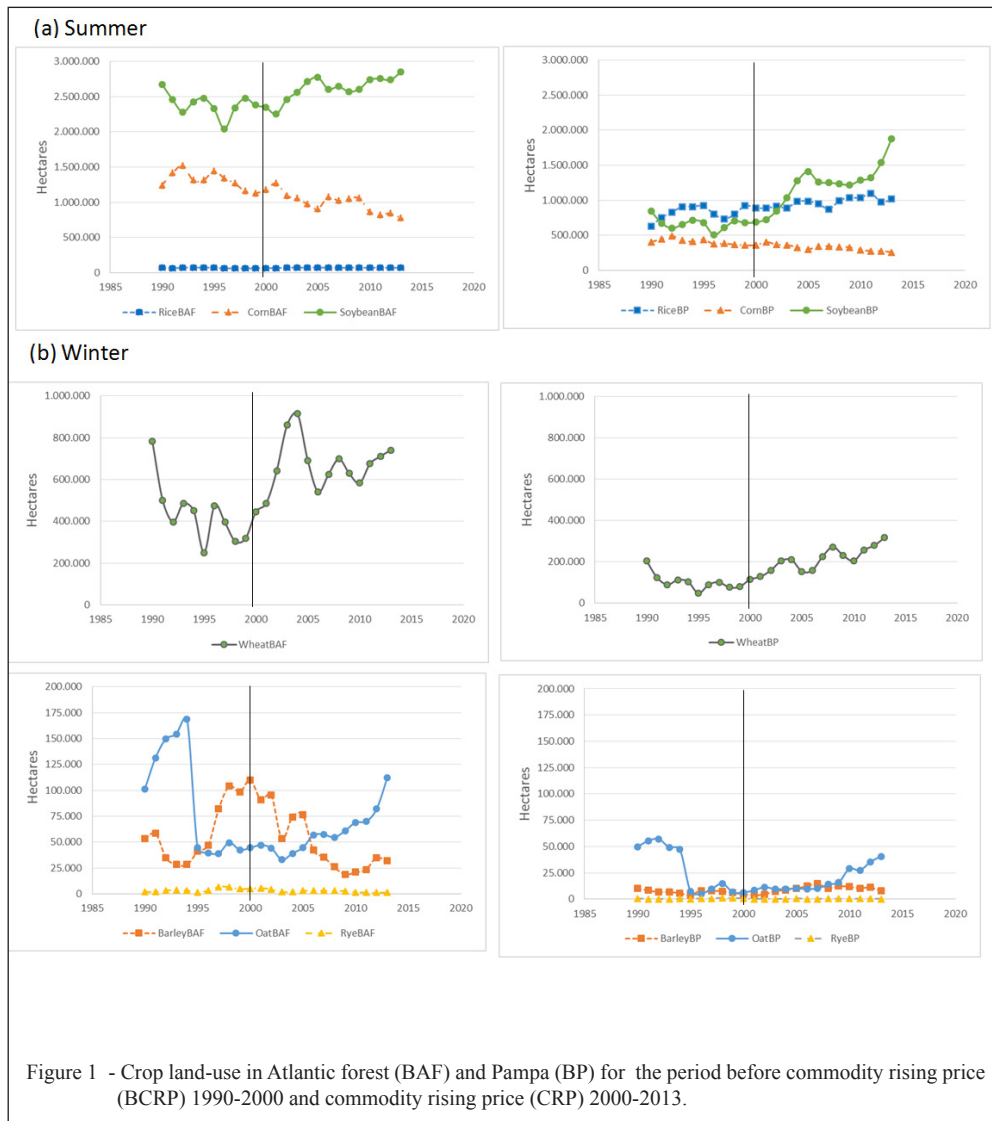 (a) Summer
3.000.000
2.500.000
2.000.000
1.500.000
1.000.000
500.000
0
Hectares
1985 1990 1995 2000 2005 2010 2015 2020
RiceBAF CornBAF SoybeanBAF
3.000.000
2.500.000
2.000.000
1.500.000
1.000.000
500.000
0
Hectares
1985 1990 1995 2000 2005 2010 2015 2020
RiceBP CornBP SoybeanBP
(b) Winter
1.000.000
800.000
600.000
400.000
200.000
0
Hectares
1985 1990 1995 2000 2005 2010 2015 2020
WheatBAF
1.000.000
800.000
600.000
400.000
200.000
0
Hectares
1985 1990 1995 2000 2005 2010 2015 2020
WheatBP
200.000
175.000
150.000
125.000
100.000
75.000
50.000
25.000
0
Hectares
1985 1990 1995 2000 2005 2010 2015 2020
BarleyBAF OatBAF RyeBAF
200.000
175.000
150.000
125.000
100.000
75.000
50.000
25.000
0
Hectares
1985 1990 1995 2000 2005 2010 2015 2020
BarleyBP OatBP RyeBP
Figure 1 - Crop land-use in Atlantic forest (BAF) and Pampa (BP) for the period before commodity rising price
(BCRP) 1990-2000 and commodity rising price (CRP) 2000-2013.